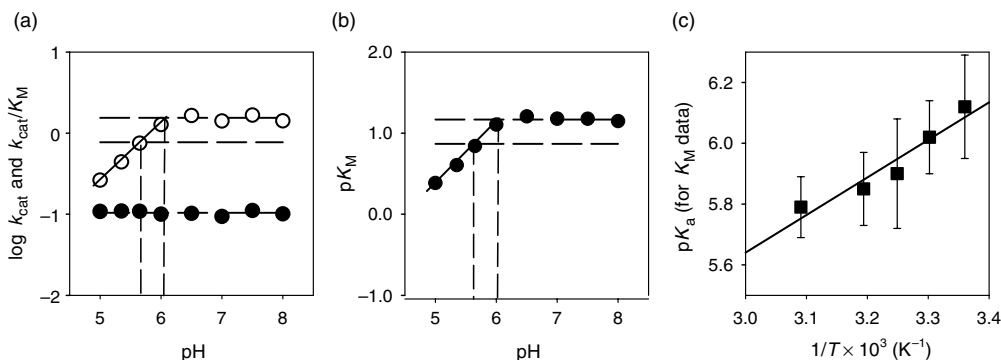 (a)
1
0
−1
−2
5 6 7 8
pH
log kcat and kcat/KM
(b)
2.0
1.0
0.0
−1.0
5 6 7 8
pH
pKM
(c)
6.2
6.0
5.8
5.6
3.0 3.1 3.2 3.3 3.4
1/T × 10³ (K⁻¹)
pKa (for KM data)